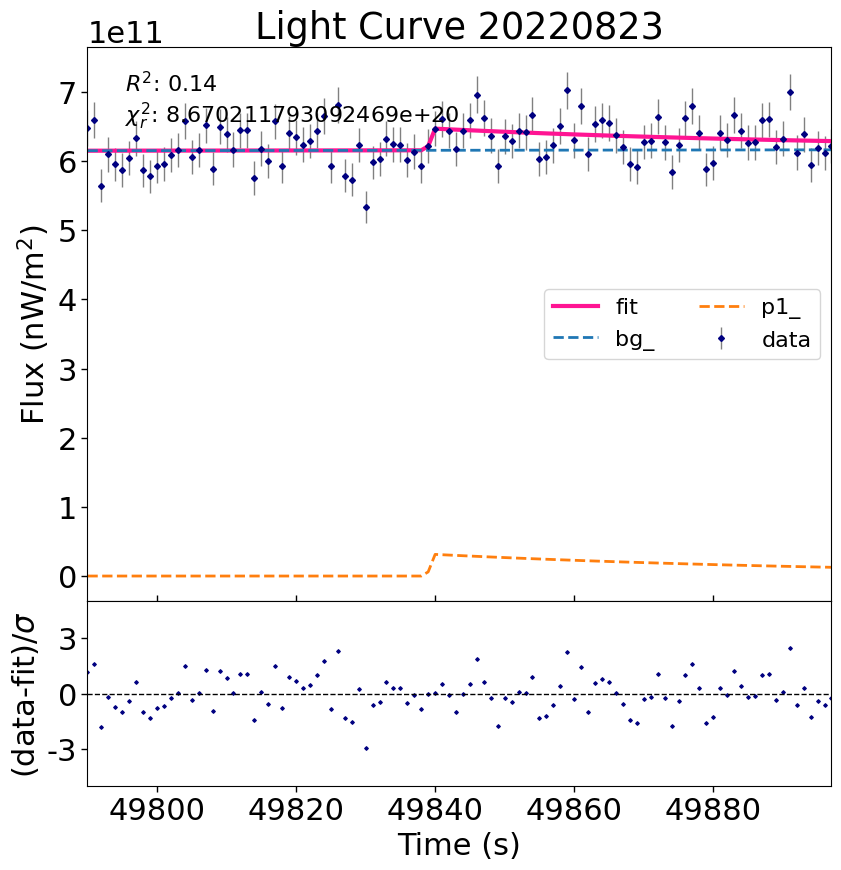 Light Curve 20220823
1e11
R²: 0.14
χ²ᵣ: 8.670211793092469e+20
7
6
5
4
3
2
1
0
Flux (nW/m²)
fit
bg_
p1_
data
3
0
-3
(data-fit)/σ
49800 49820 49840 49860 49880
Time (s)